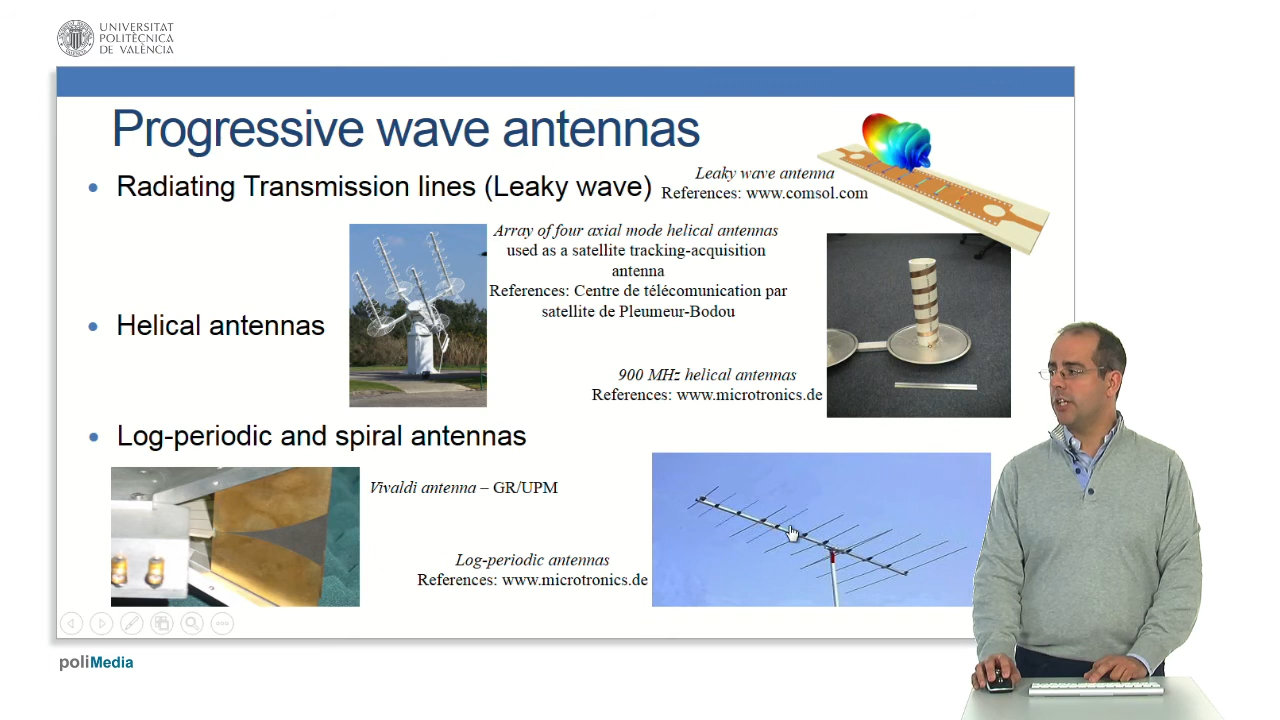 UNIVERSITAT
POLITÈCNICA
DE VALÈNCIA
Progressive wave antennas
Radiating Transmission lines (Leaky wave)
Leaky wave antenna
References: www.comsol.com
Array of four axial mode helical antennas
used as a satellite tracking-acquisition
antenna
References: Centre de télécomunication par
satellite de Pleumeur-Bodou
Helical antennas
900 MHz helical antennas
References: www.microtronics.de
Log-periodic and spiral antennas
Vivaldi antenna – GR/UPM
Log-periodic antennas
References: www.microtronics.de
poliMedia